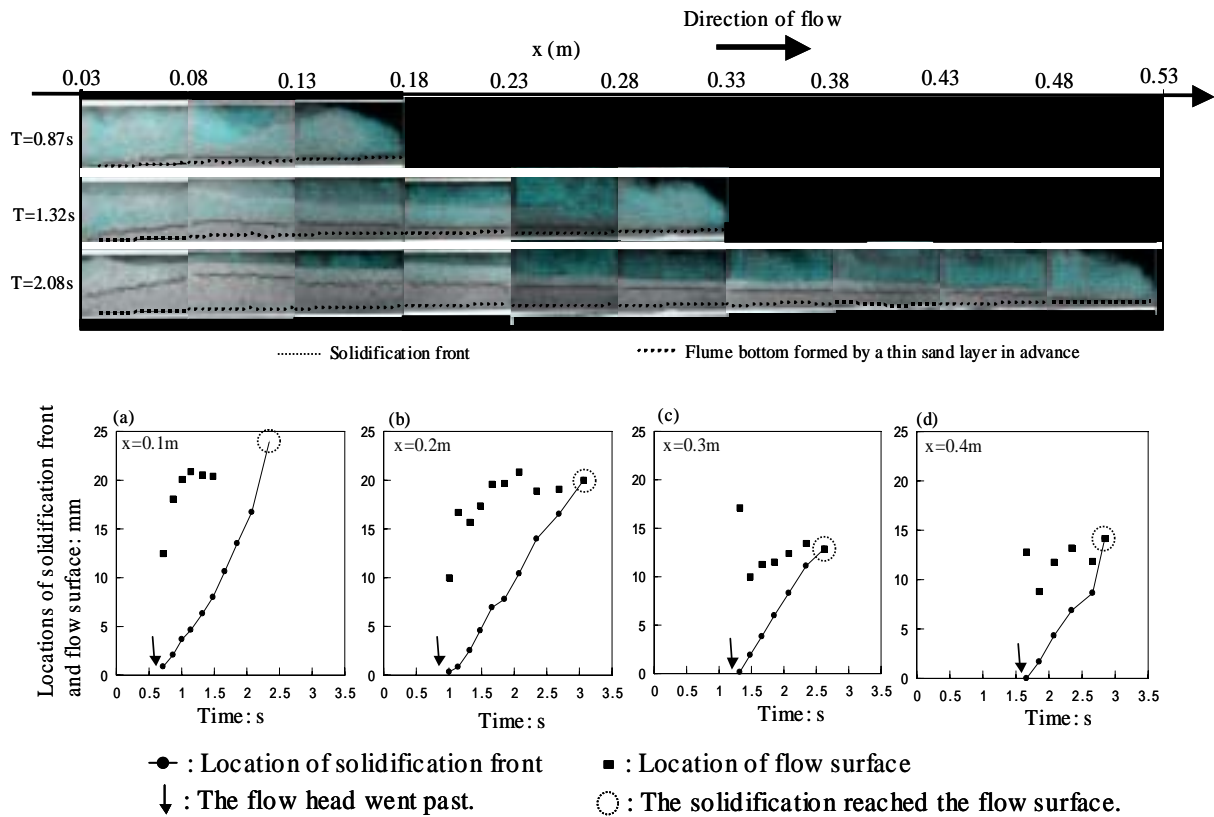 Direction of flow
x (m)
0.03 0.08 0.13 0.18 0.23 0.28 0.33 0.38 0.43 0.48 0.53
T=0.87s
T=1.32s
T=2.08s
Solidification front
Flume bottom formed by a thin sand layer in advance
Locations of solidification front
and flow surface: mm
(a)
x=0.1m
25
20
15
10
5
0
0 0.5 1 1.5 2 2.5 3 3.5
Time: s
(b)
x=0.2m
25
20
15
10
5
0
0 0.5 1 1.5 2 2.5 3 3.5
Time: s
(c)
x=0.3m
25
20
15
10
5
0
0 0.5 1 1.5 2 2.5 3 3.5
Time: s
(d)
x=0.4m
25
20
15
10
5
0
0 0.5 1 1.5 2 2.5 3 3.5
Time: s
: Location of solidification front
: Location of flow surface
: The flow head went past.
: The solidification reached the flow surface.